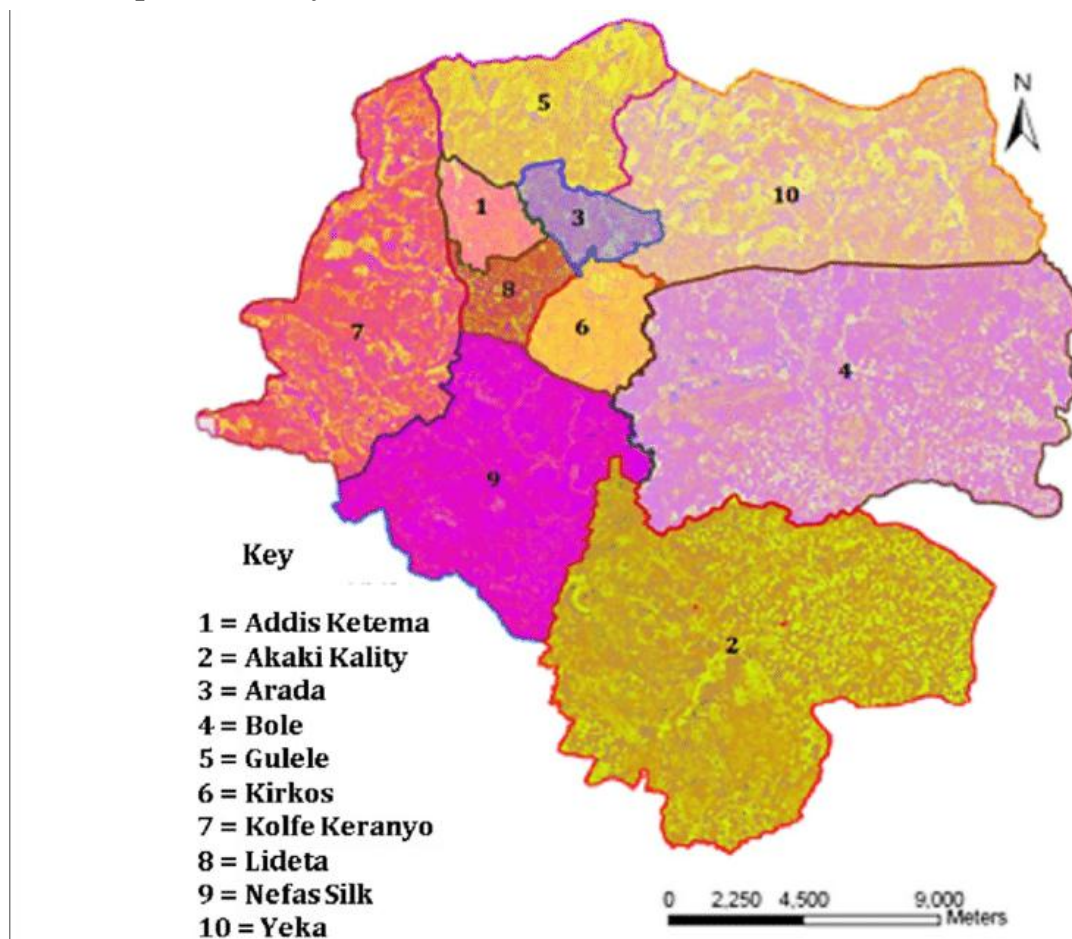 N
5
10
1
3
8
6
7
4
9
2
Key
1 = Addis Ketema
2 = Akaki Kality
3 = Arada
4 = Bole
5 = Gulele
6 = Kirkos
7 = Kolfe Keranyo
8 = Lideta
9 = Nefas Silk
10 = Yeka
0 2,250 4,500 9,000
Meters